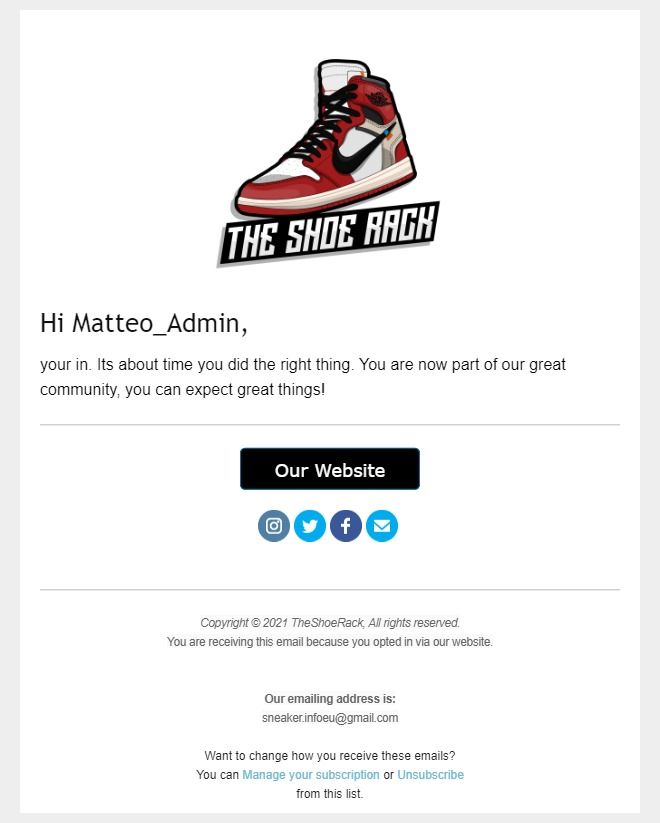 THE SHOE RACK
Hi Matteo_Admin,
your in. Its about time you did the right thing. You are now part of our great
community, you can expect great things!
Our Website
Copyright © 2021 TheShoeRack, All rights reserved.
You are receiving this email because you opted in via our website.
Our emailing address is:
sneaker.infoeu@gmail.com
Want to change how you receive these emails?
You can Manage your subscription or Unsubscribe
from this list.